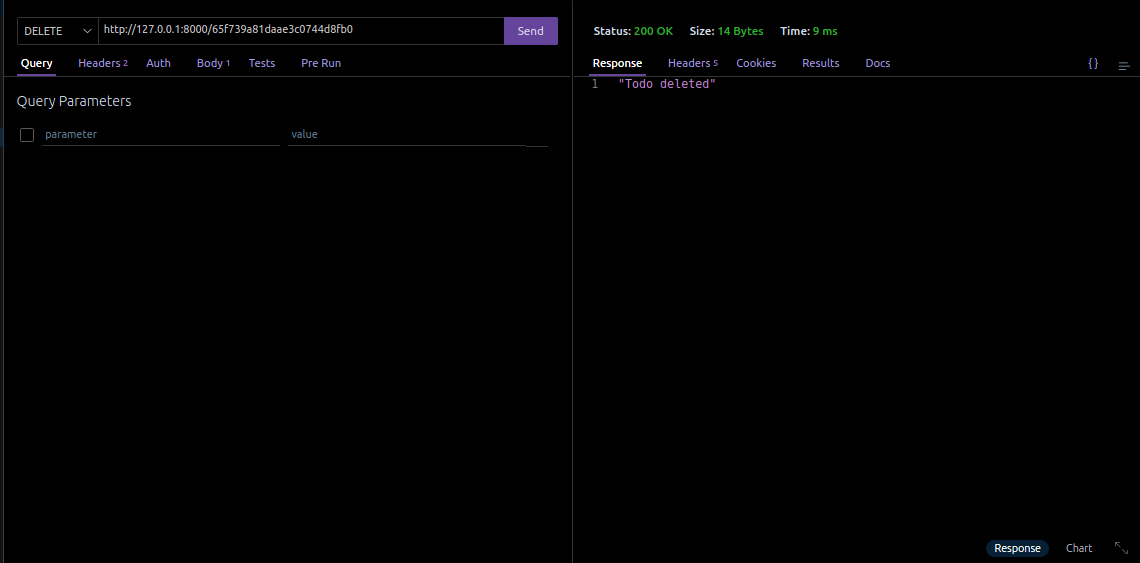 DELETE http://127.0.0.1:8000/65f739a81daae3c0744d8fb0 Send
Query Headers 2 Auth Body 1 Tests Pre Run
Query Parameters
parameter value
Status: 200 OK Size: 14 Bytes Time: 9 ms
Response Headers 5 Cookies Results Docs {}
1 "Todo deleted"
Response Chart